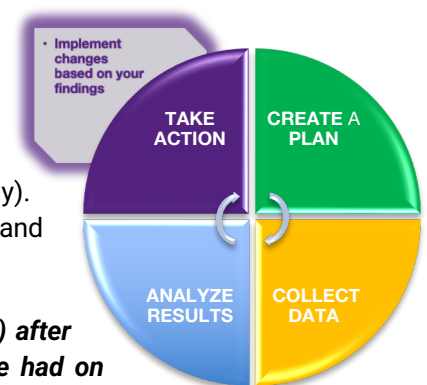 • Implement
changes
based on your
findings
TAKE
ACTION
CREATE A
PLAN
y).
and
ANALYZE
RESULTS
COLLECT
DATA
) after
e had on